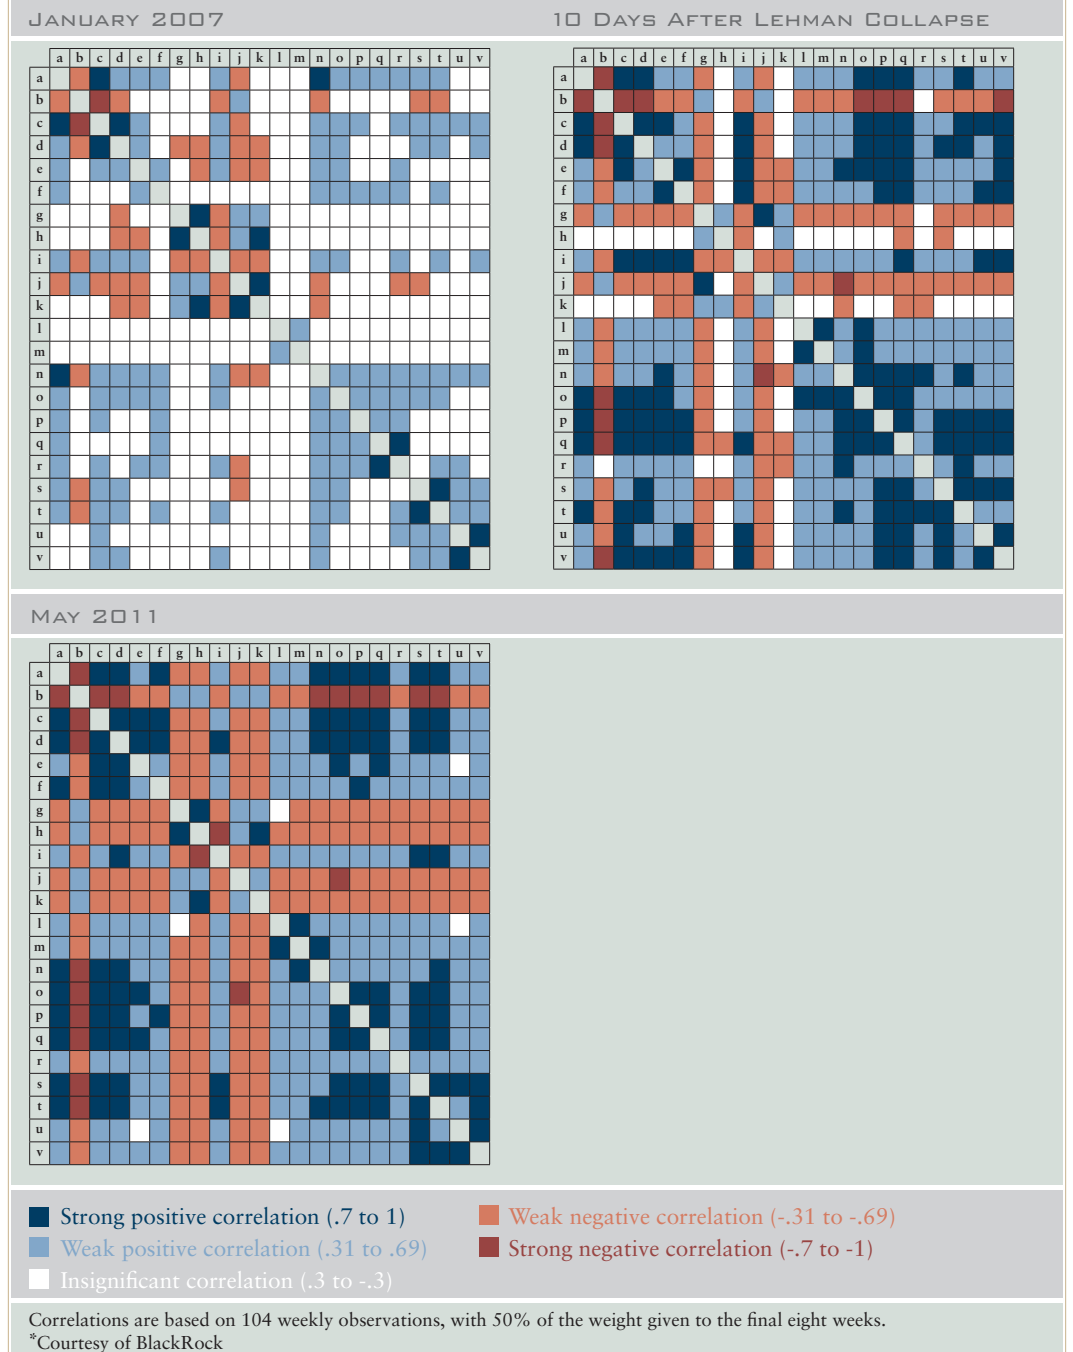 January 2007
10 Days After Lehman Collapse
a b c d e f g h i j k l m n o p q r s t u v
a b c d e f g h i j k l m n o p q r s t u v
a
b
c
d
e
f
g
h
i
j
k
l
m
n
o
p
q
r
s
t
u
v
a
b
c
d
e
f
g
h
i
j
k
l
m
n
o
p
q
r
s
t
u
v
May 2011
a b c d e f g h i j k l m n o p q r s t u v
a
b
c
d
e
f
g
h
i
j
k
l
m
n
o
p
q
r
s
t
u
v
Strong positive correlation (.7 to 1)
Weak positive correlation (.31 to .69)
Insignificant correlation (.3 to -.3)
Weak negative correlation (-.31 to -.69)
Strong negative correlation (-.7 to -1)
Correlations are based on 104 weekly observations, with 50% of the weight given to the final eight weeks.
*Courtesy of BlackRock